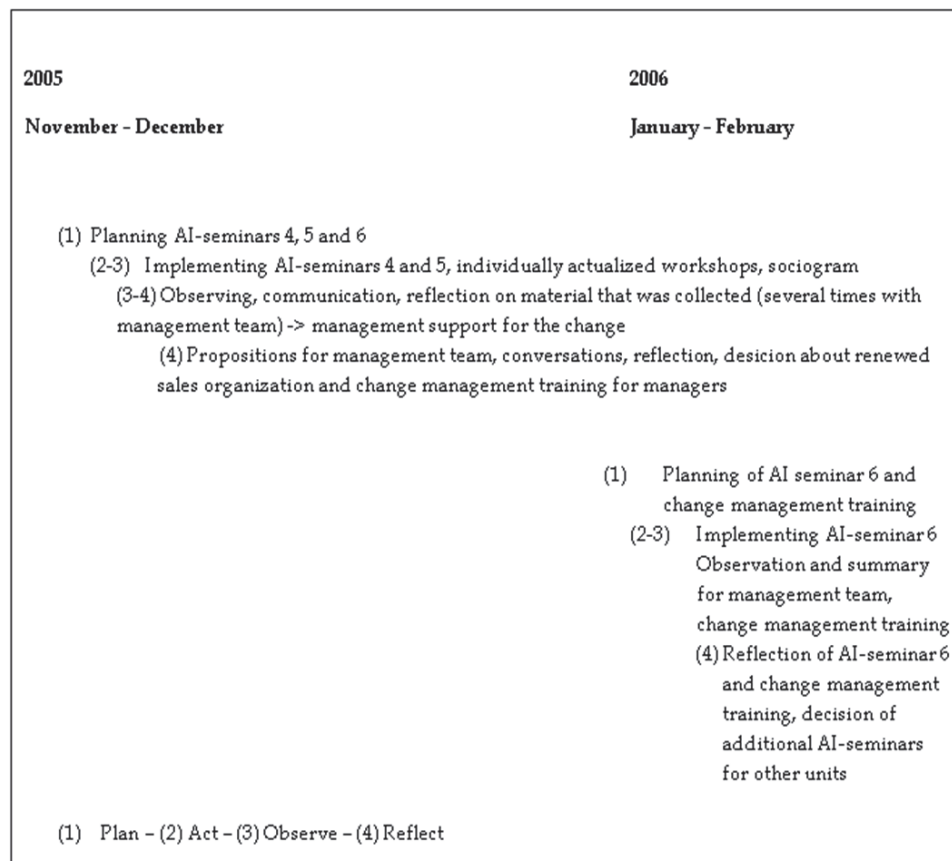 2005 2006
November - December January - February
(1) Planning AI-seminars 4, 5 and 6
(2-3) Implementing AI-seminars 4 and 5, individually actualized workshops, sociogram
(3-4) Observing, communication, reflection on material that was collected (several times with
management team) -> management support for the change
(4) Propositions for management team, conversations, reflection, desicion about renewed
sales organization and change management training for managers
(1) Planning of AI seminar 6 and
change management training
(2-3) Implementing AI-seminar 6
Observation and summary
for management team,
change management training
(4) Reflection of AI-seminar 6
and change management
training, decision of
additional AI-seminars
for other units
(1) Plan – (2) Act – (3) Observe – (4) Reflect